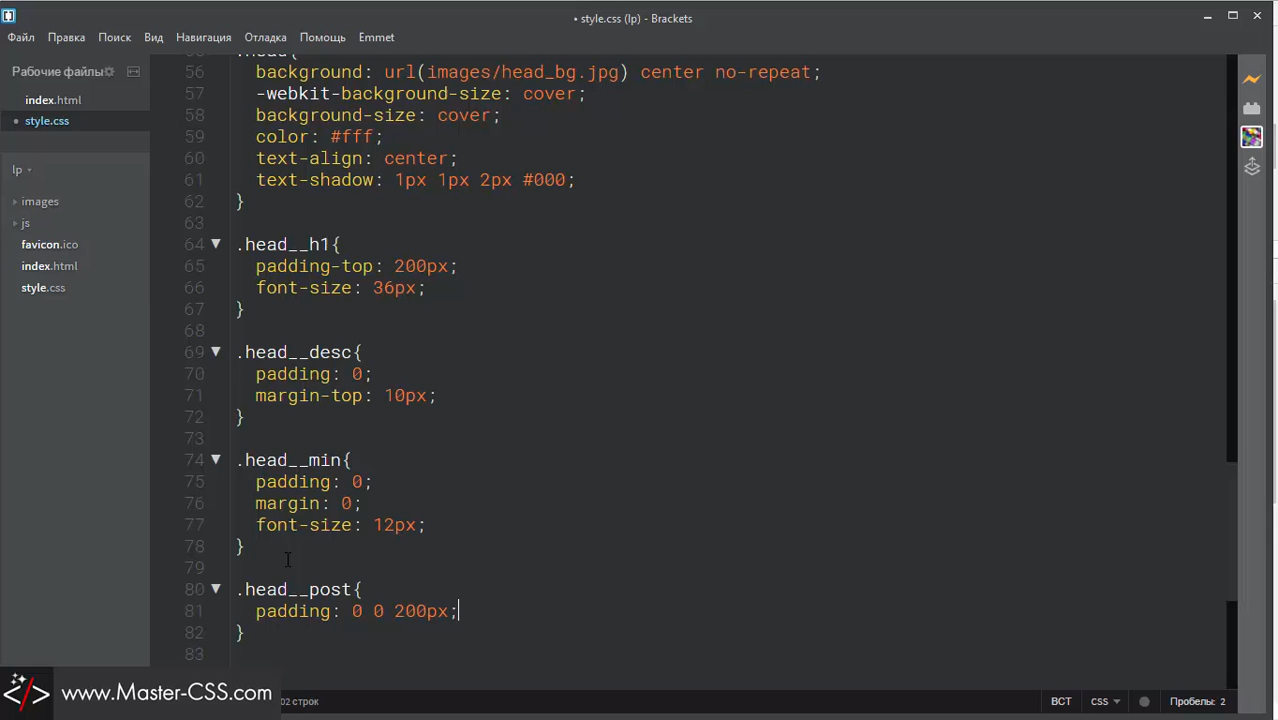 • style.css (lp) - Brackets
Файл Правка Поиск Вид Навигация Отладка Помощь Emmet
Рабочие файлы
index.html
• style.css
lp
images
js
favicon.ico
index.html
style.css
56 background: url(images/head_bg.jpg) center no-repeat;
57 -webkit-background-size: cover;
58 background-size: cover;
59 color: #fff;
60 text-align: center;
61 text-shadow: 1px 1px 2px #000;
62 }
63
64 .head__h1{
65 padding-top: 200px;
66 font-size: 36px;
67 }
68
69 .head__desc{
70 padding: 0;
71 margin-top: 10px;
72 }
73
74 .head__min{
75 padding: 0;
76 margin: 0;
77 font-size: 12px;
78 }
79
80 .head__post{
81 padding: 0 0 200px;
82 }
83
www.Master-CSS.com
02 строк ВСТ CSS Пробелы: 2